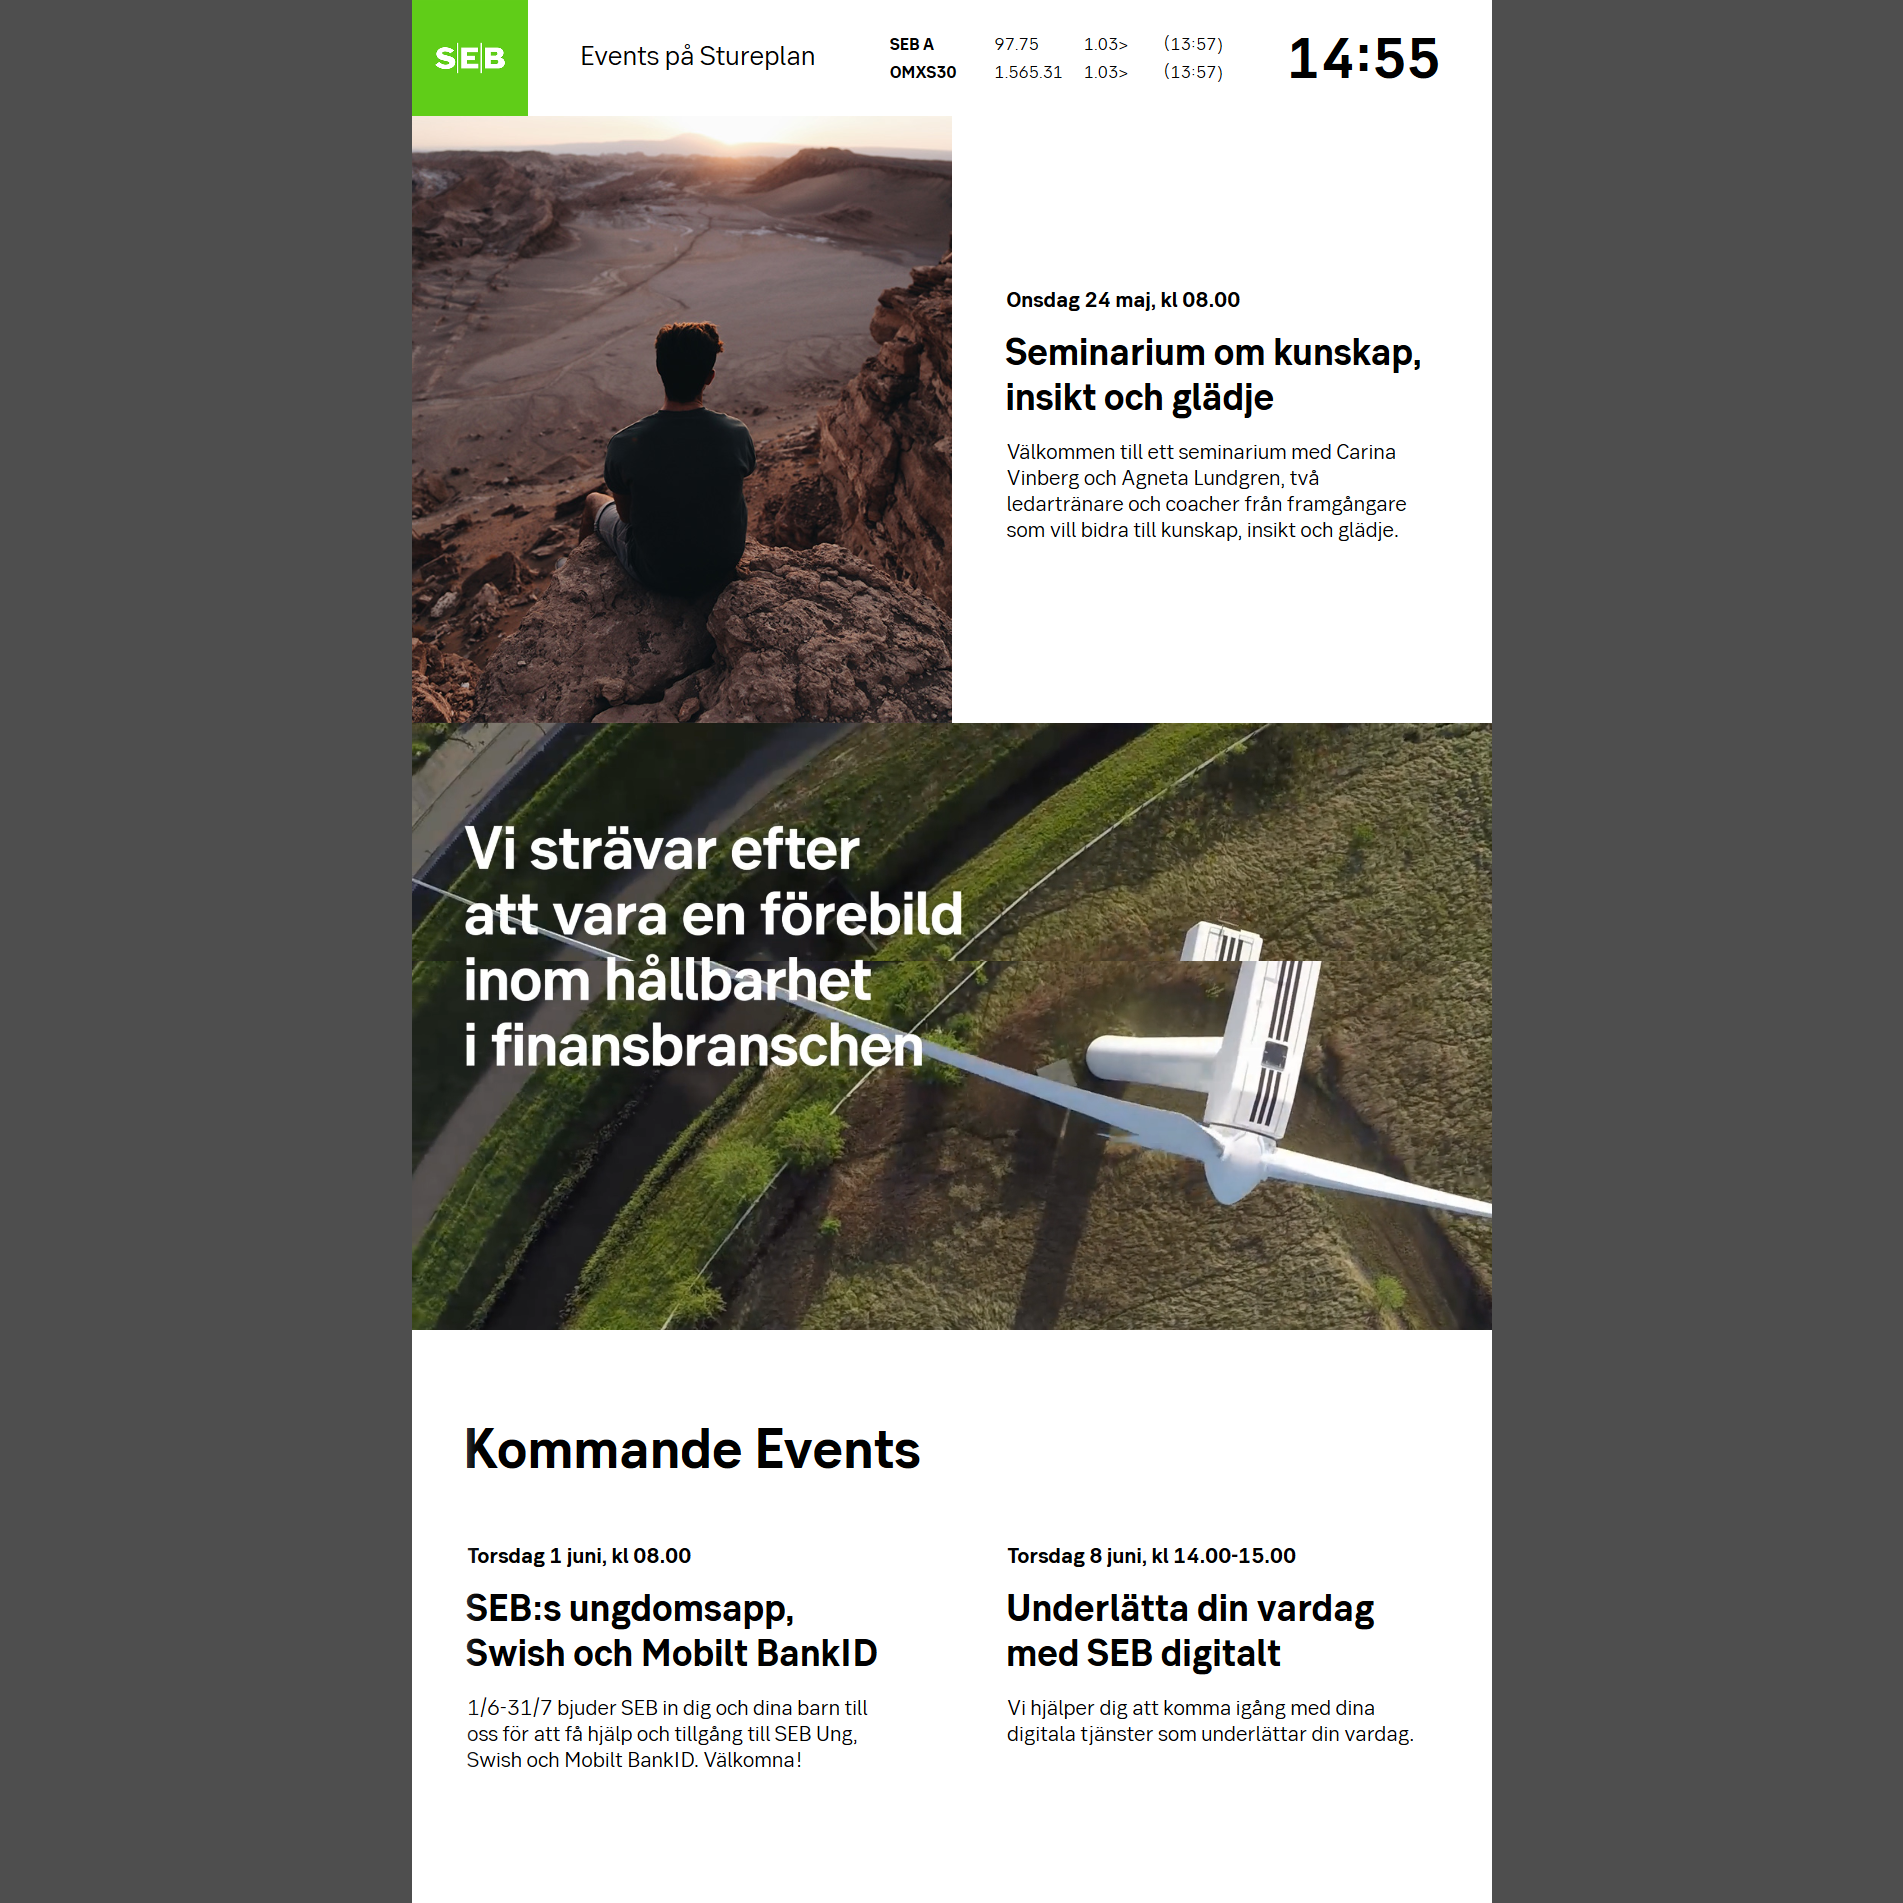 SEB
Events på Stureplan
SEB A 97.75 1.03> (13:57)
OMXS30 1.565.31 1.03> (13:57)
14:55
Onsdag 24 maj, kl 08.00
Seminarium om kunskap,
insikt och glädje
Välkommen till ett seminarium med Carina
Vinberg och Agneta Lundgren, två
ledartränare och coacher från framgångare
som vill bidra till kunskap, insikt och glädje.
Vi strävar efter
att vara en förebild
inom hållbarhet
i finansbranschen
Kommande Events
Torsdag 1 juni, kl 08.00
SEB:s ungdomsapp,
Swish och Mobilt BankID
1/6-31/7 bjuder SEB in dig och dina barn till
oss för att få hjälp och tillgång till SEB Ung,
Swish och Mobilt BankID. Välkomna!
Torsdag 8 juni, kl 14.00-15.00
Underlätta din vardag
med SEB digitalt
Vi hjälper dig att komma igång med dina
digitala tjänster som underlättar din vardag.